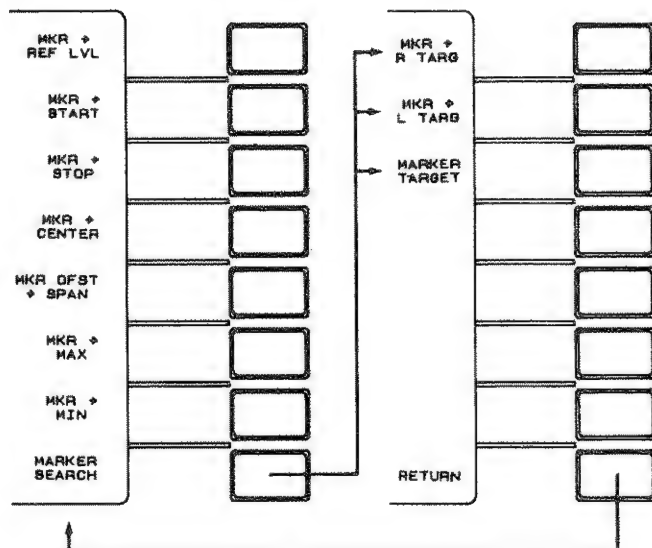 MKR →
REF LVL
MKR →
START
MKR →
STOP
MKR →
CENTER
MKR OFST
→ SPAN
MKR →
MAX
MKR →
MIN
MARKER
SEARCH
MKR →
R TARG
MKR →
L TARG
MARKER
TARGET
RETURN